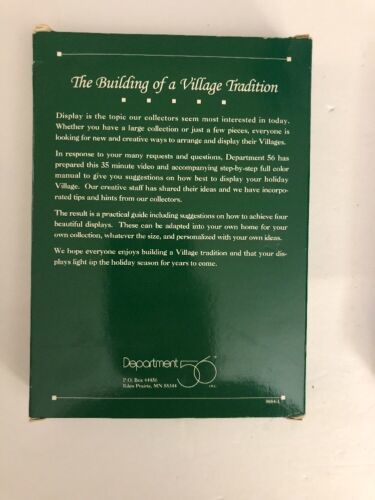 The Building of a Village Tradition
Display is the topic our collectors seem most interested in today.
Whether you have a large collection or just a few pieces, everyone is
looking for new and creative ways to arrange and display their Villages.
In response to your many requests and questions, Department 56 has
prepared this 35 minute video and accompanying step-by-step full color
manual to give you suggestions on how best to display your holiday
Village. Our creative staff has shared their ideas and we have incorpo-
rated tips and hints from our collectors.
The result is a practical guide including suggestions on how to achieve four
beautiful displays. These can be adapted into your own home for your
own collection, whatever the size, and personalized with your own ideas.
We hope everyone enjoys building a Village tradition and that your dis-
plays light up the holiday season for years to come.
Department 56
INC.
P.O. Box 44456
Eden Prairie, MN 55344